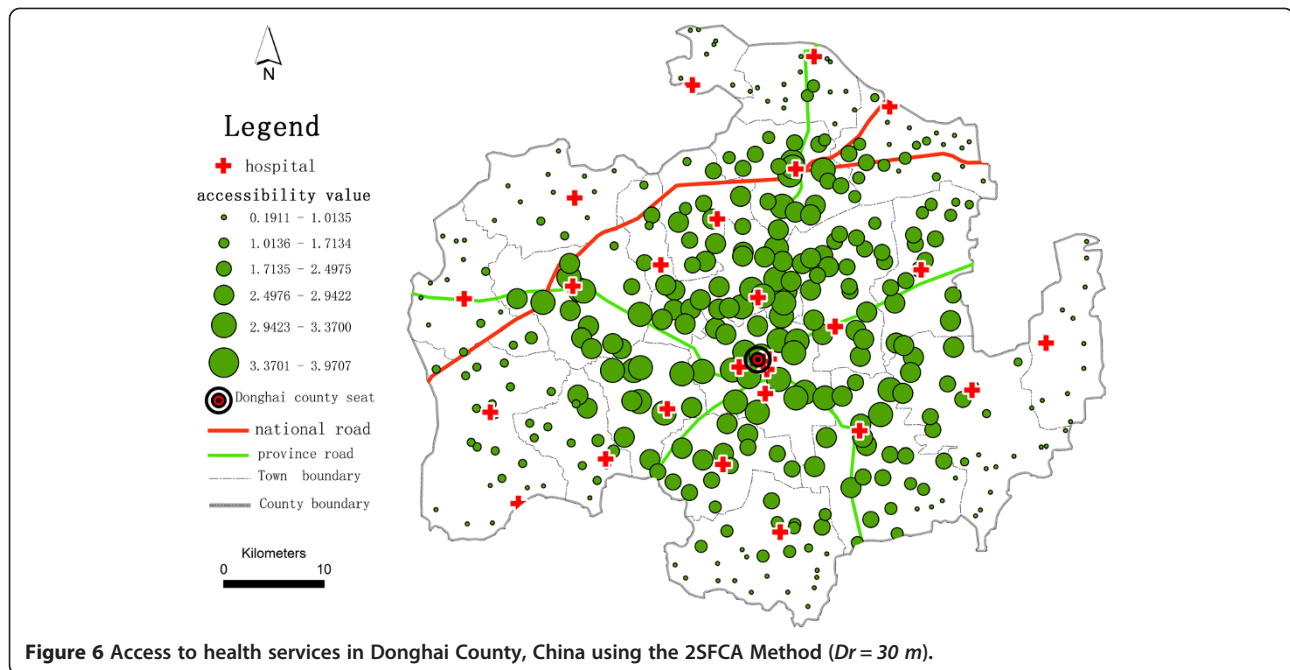 N
Legend
hospital
accessibility value
0.1911 - 1.0135
1.0136 - 1.7134
1.7135 - 2.4975
2.4976 - 2.9422
2.9423 - 3.3700
3.3701 - 3.9707
Donghai county seat
national road
province road
Town boundary
County boundary
Kilometers
0 10
Figure 6 Access to health services in Donghai County, China using the 2SFCA Method (Dr = 30 m).